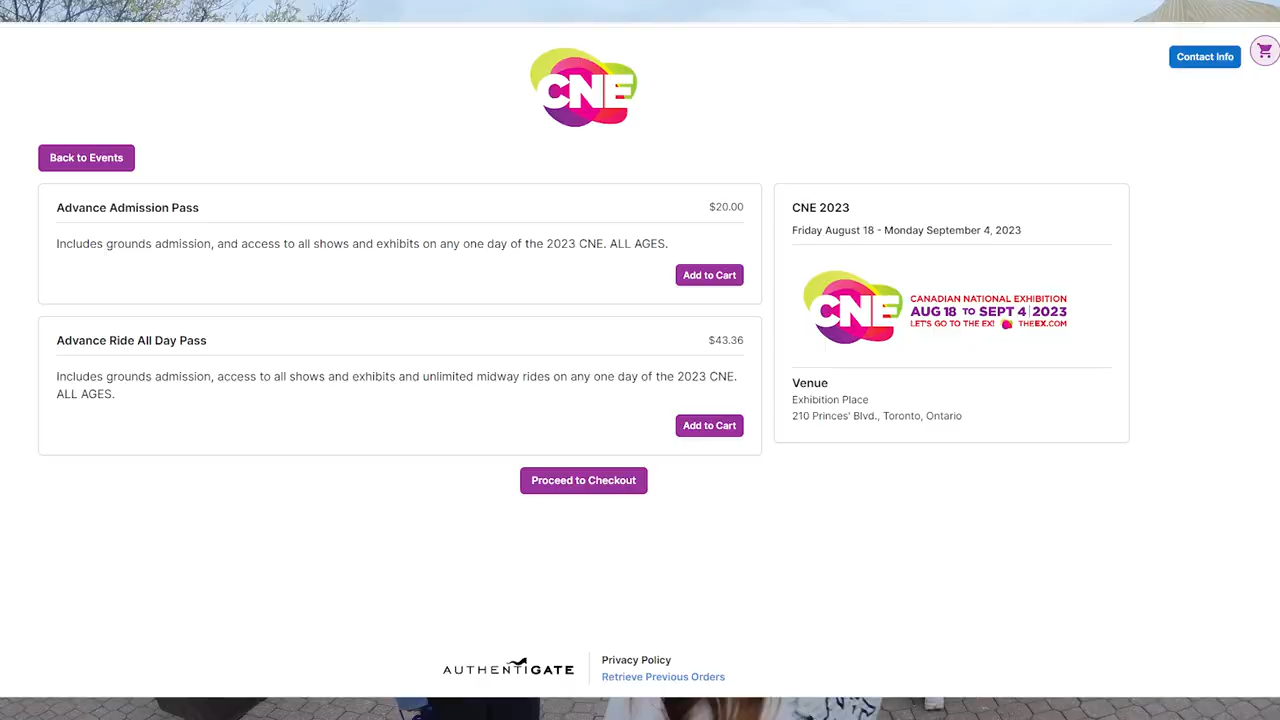 CNE
Contact Info
Back to Events
Advance Admission Pass
$20.00
Includes grounds admission, and access to all shows and exhibits on any one day of the 2023 CNE. ALL AGES.
Add to Cart
Advance Ride All Day Pass
$43.36
Includes grounds admission, access to all shows and exhibits and unlimited midway rides on any one day of the 2023 CNE.
ALL AGES.
Add to Cart
Proceed to Checkout
CNE 2023
Friday August 18 - Monday September 4, 2023
CNE
CANADIAN NATIONAL EXHIBITION
AUG 18 TO SEPT 4 | 2023
LET'S GO TO THE EX! THEEX.COM
Venue
Exhibition Place
210 Princes' Blvd., Toronto, Ontario
AUTHENTIGATE
Privacy Policy
Retrieve Previous Orders